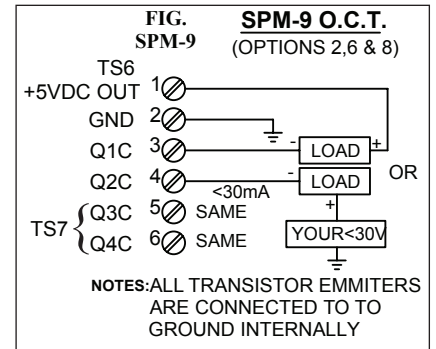 FIG.
SPM-9
SPM-9 O.C.T.
(OPTIONS 2,6 & 8)
TS6
+5VDC OUT 1
GND 2
Q1C 3
- LOAD +
OR
Q2C 4
<30mA
- LOAD
+
TS7 { Q3C 5 SAME
Q4C 6 SAME
YOUR<30V
NOTES:ALL TRANSISTOR EMMITERS
ARE CONNECTED TO TO
GROUND INTERNALLY